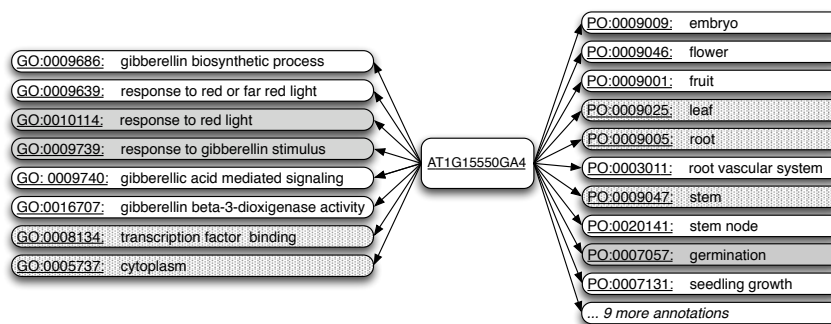 GO:0009686: gibberellin biosynthetic process
GO:0009639: response to red or far red light
GO:0010114: response to red light
GO:0009739: response to gibberellin stimulus
GO: 0009740: gibberellic acid mediated signaling
GO:0016707: gibberellin beta-3-dioxigenase activity
GO:0008134: transcription factor binding
GO:0005737: cytoplasm
AT1G15550GA4
PO:0009009: embryo
PO:0009046: flower
PO:0009001: fruit
PO:0009025: leaf
PO:0009005: root
PO:0003011: root vascular system
PO:0009047: stem
PO:0020141: stem node
PO:0007057: germination
PO:0007131: seedling growth
... 9 more annotations